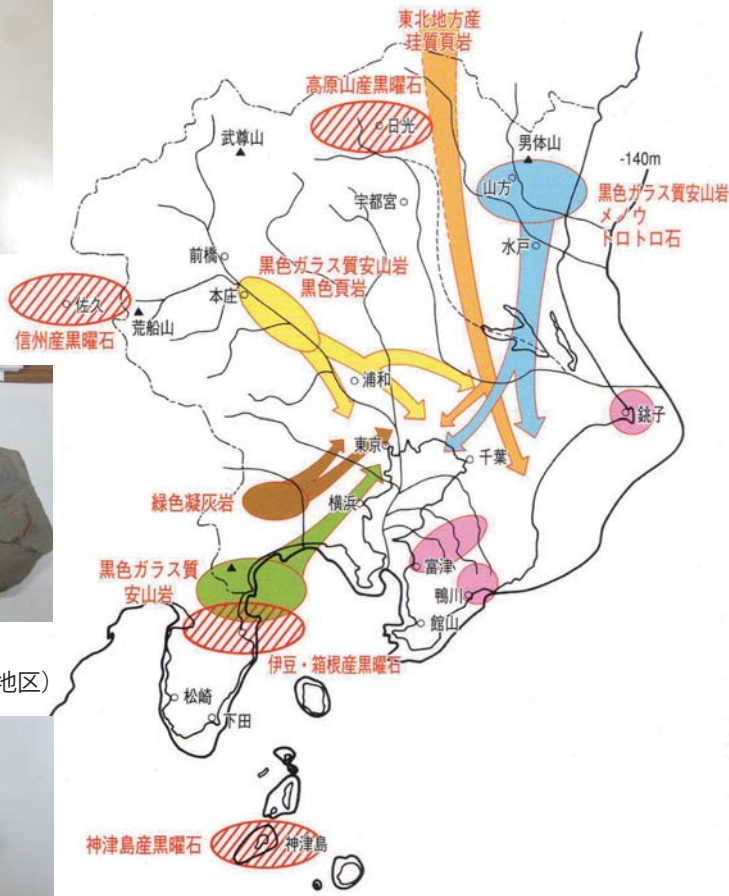 東北地方産
珪質頁岩
高原山産黒曜石
日光
武尊山
男体山
-140m
山方
黒色ガラス質安山岩
メノウ
トロトロ石
宇都宮
水戸
前橋
黒色ガラス質安山岩
黒色頁岩
本庄
佐久
荒船山
信州産黒曜石
浦和
銚子
東京
千葉
緑色凝灰岩
横浜
黒色ガラス質
安山岩
富津
鴨川
館山
伊豆・箱根産黒曜石
地区）
松崎
下田
神津島産黒曜石
神津島